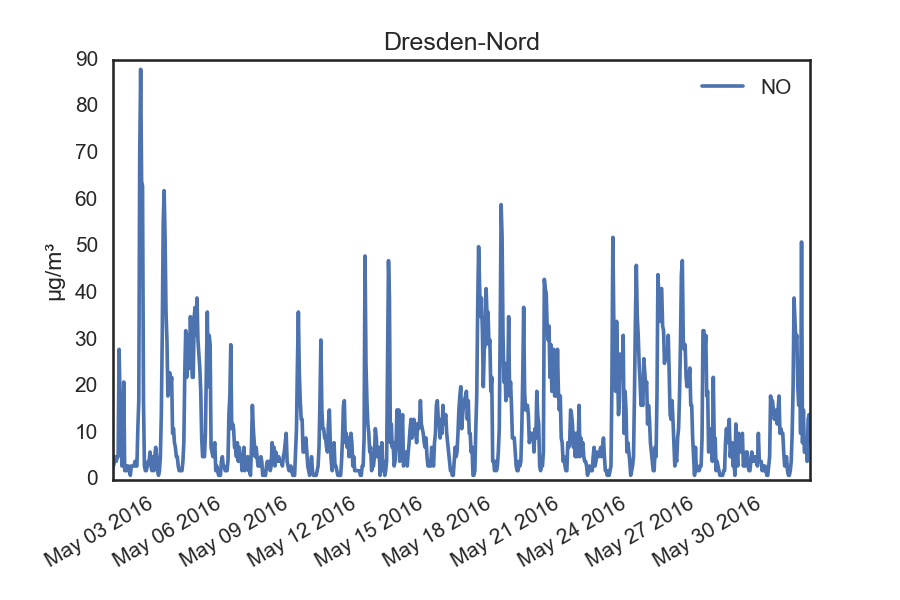 Dresden-Nord
NO
µg/m³
90
80
70
60
50
40
30
20
10
0
May 03 2016
May 06 2016
May 09 2016
May 12 2016
May 15 2016
May 18 2016
May 21 2016
May 24 2016
May 27 2016
May 30 2016